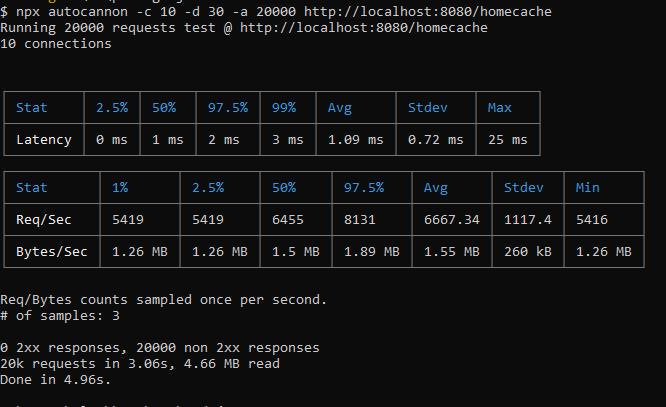 $ npx autocannon -c 10 -d 30 -a 20000 http://localhost:8080/homecache
Running 20000 requests test @ http://localhost:8080/homecache
10 connections
Stat 2.5% 50% 97.5% 99% Avg Stdev Max
Latency 0 ms 1 ms 2 ms 3 ms 1.09 ms 0.72 ms 25 ms
Stat 1% 2.5% 50% 97.5% Avg Stdev Min
Req/Sec 5419 5419 6455 8131 6667.34 1117.4 5416
Bytes/Sec 1.26 MB 1.26 MB 1.5 MB 1.89 MB 1.55 MB 260 kB 1.26 MB
Req/Bytes counts sampled once per second.
# of samples: 3
0 2xx responses, 20000 non 2xx responses
20k requests in 3.06s, 4.66 MB read
Done in 4.96s.